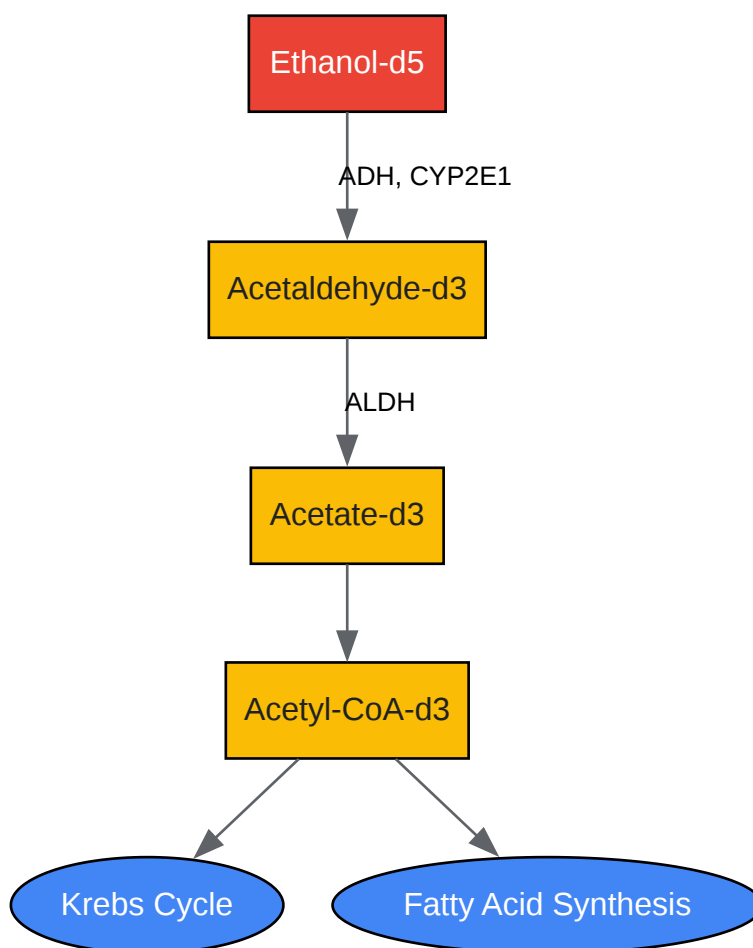 Ethanol-d5
ADH, CYP2E1
Acetaldehyde-d3
ALDH
Acetate-d3
Acetyl-CoA-d3
Krebs Cycle
Fatty Acid Synthesis